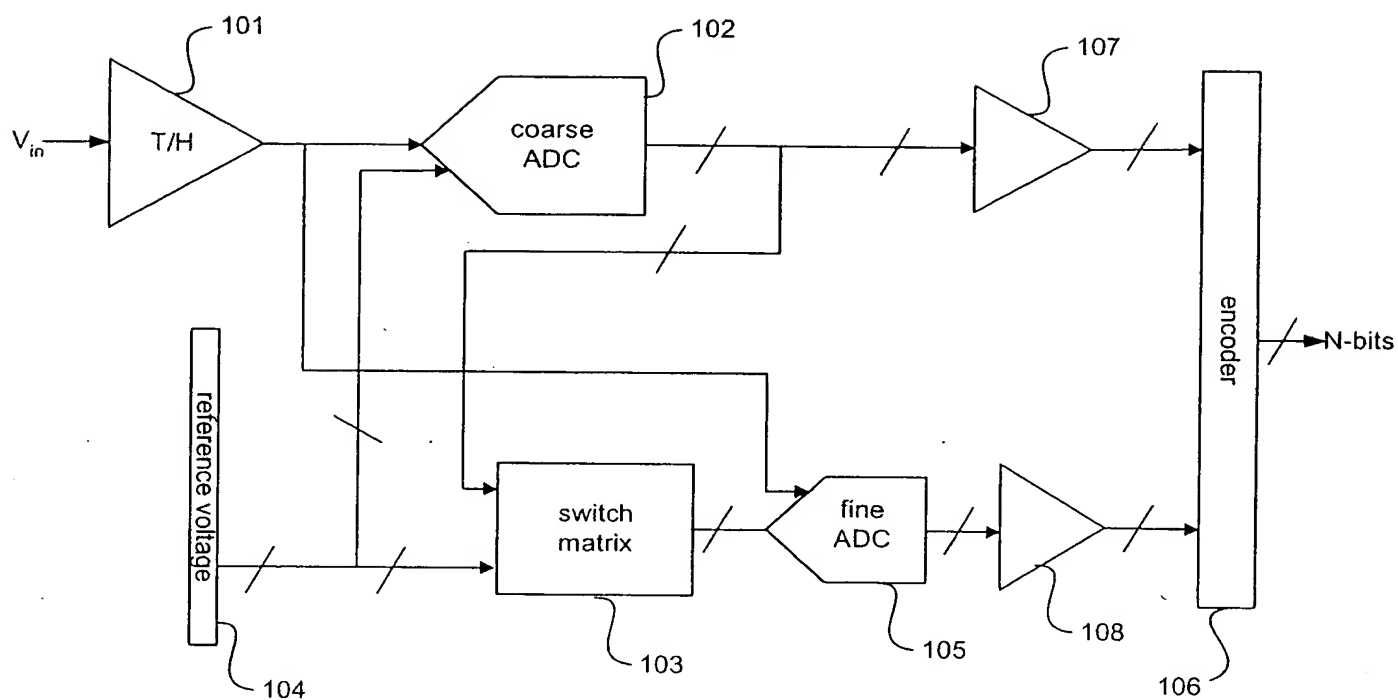 101
102
107
V_in
T/H
coarse
ADC
encoder
N-bits
reference voltage
switch
matrix
fine
ADC
103
104
105
108
106